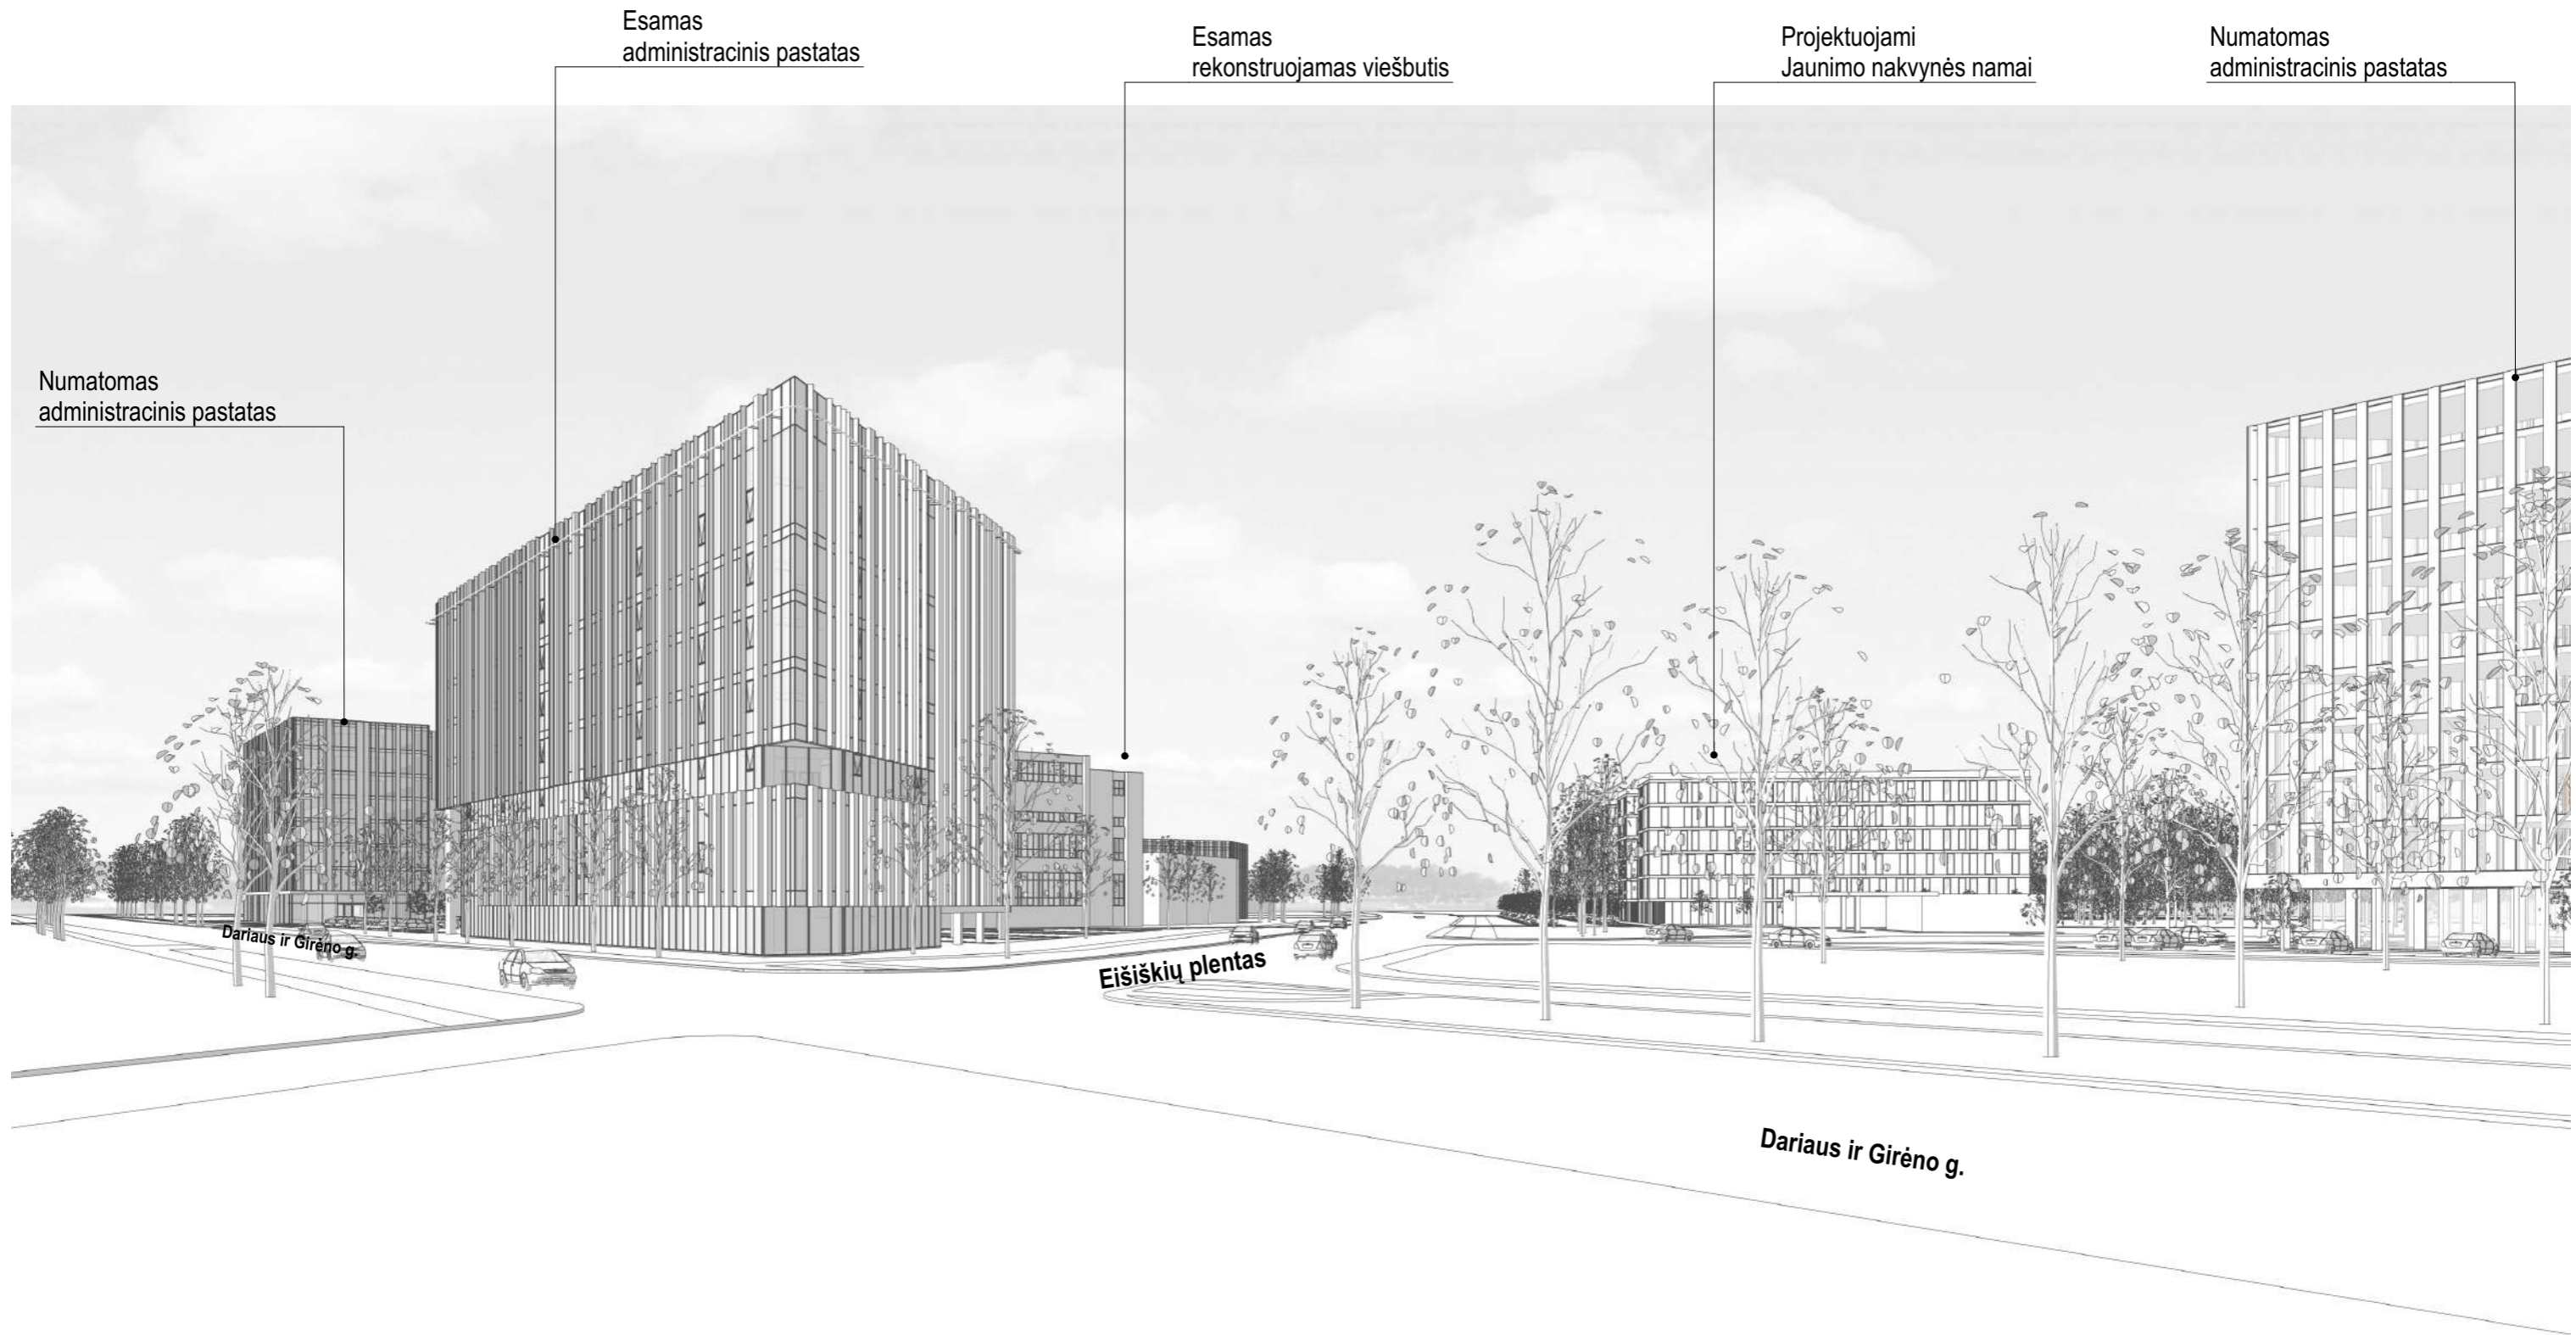 Esamas
administracinis pastatas
Esamas
rekonstruojamas viešbutis
Projektuojami
Jaunimo nakvynės namai
Numatomas
administracinis pastatas
Numatomas
administracinis pastatas
Dariaus ir Girėno g.
Eišiškių plentas
Dariaus ir Girėno g.